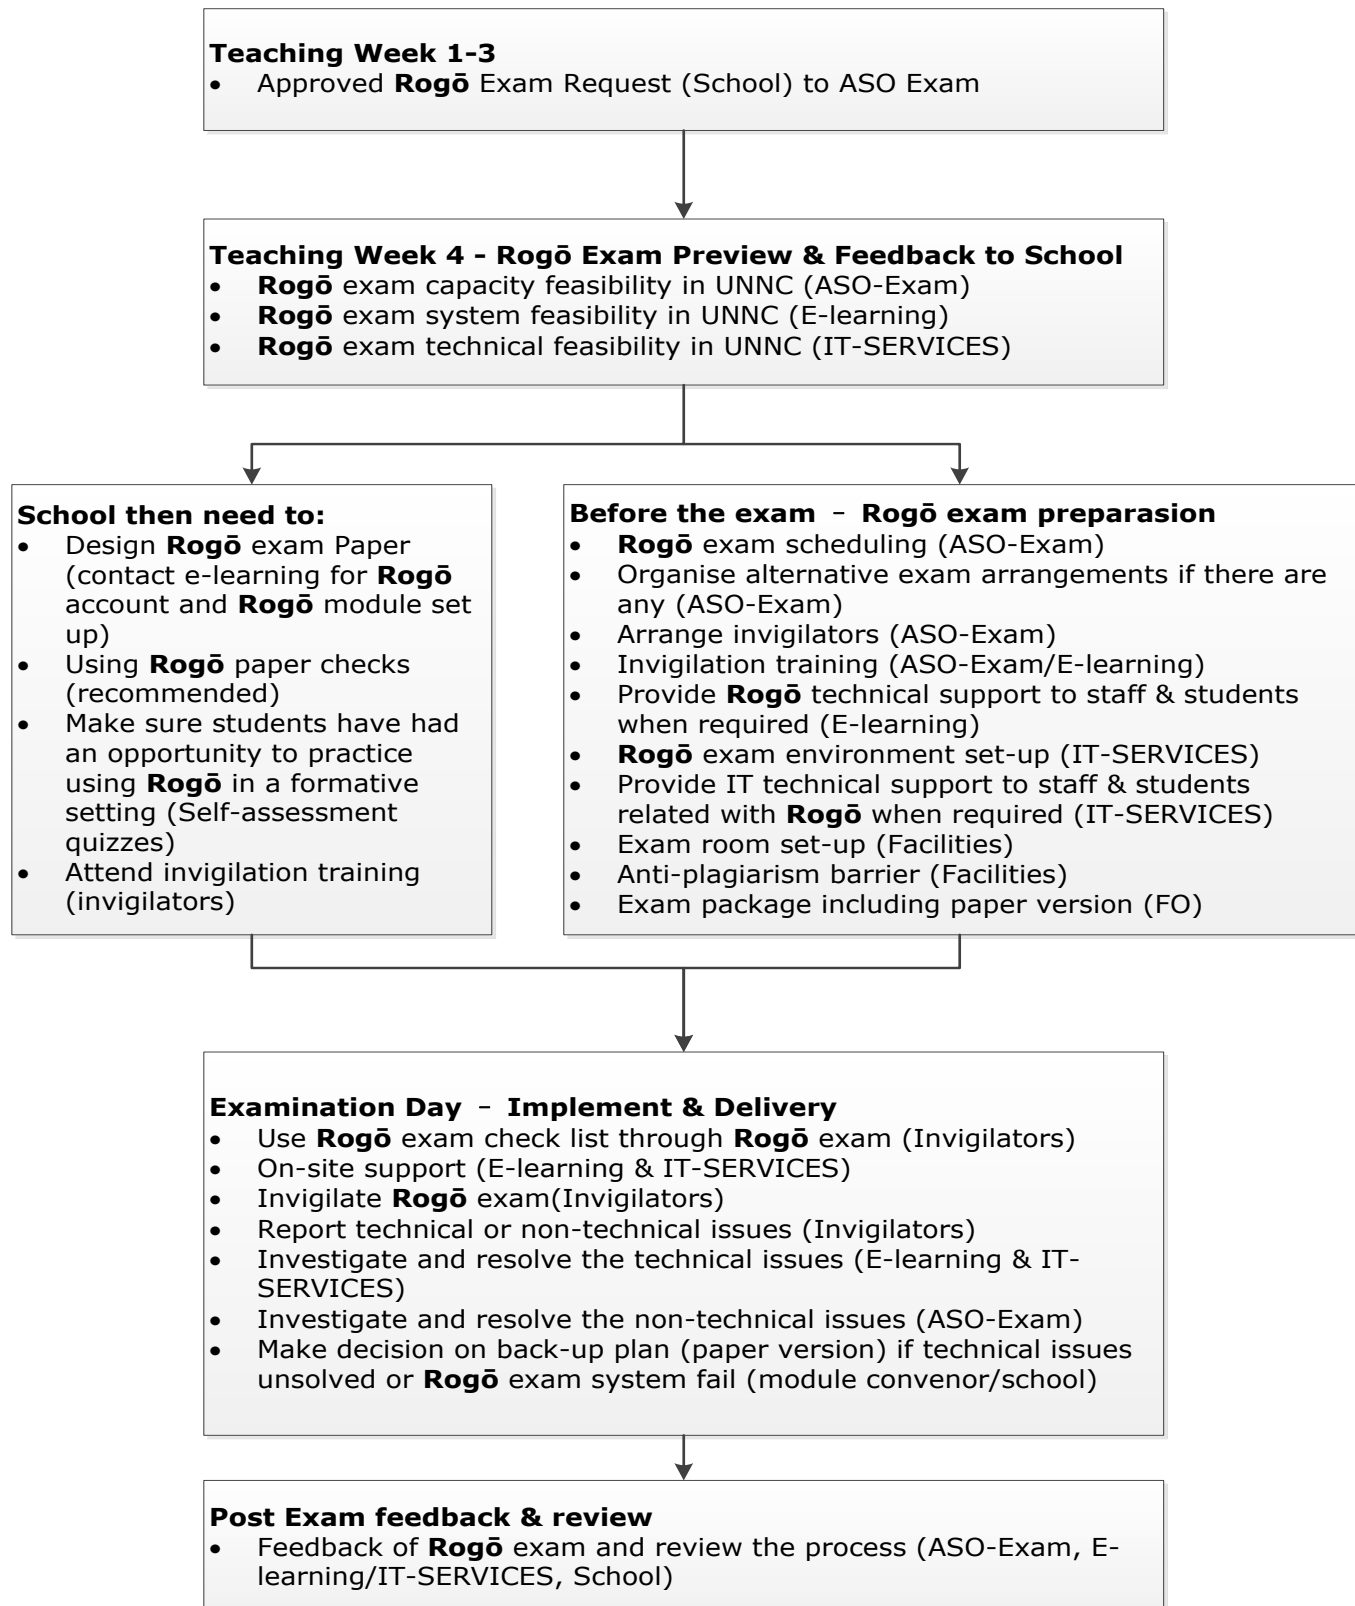 Teaching Week 1-3
• Approved Rogō Exam Request (School) to ASO Exam
Teaching Week 4 - Rogō Exam Preview & Feedback to School
• Rogō exam capacity feasibility in UNNC (ASO-Exam)
• Rogō exam system feasibility in UNNC (E-learning)
• Rogō exam technical feasibility in UNNC (IT-SERVICES)
School then need to:
• Design Rogō exam Paper
(contact e-learning for Rogō
account and Rogō module set
up)
• Using Rogō paper checks
(recommended)
• Make sure students have had
an opportunity to practice
using Rogō in a formative
setting (Self-assessment
quizzes)
• Attend invigilation training
(invigilators)
Before the exam – Rogō exam preparasion
• Rogō exam scheduling (ASO-Exam)
• Organise alternative exam arrangements if there are
any (ASO-Exam)
• Arrange invigilators (ASO-Exam)
• Invigilation training (ASO-Exam/E-learning)
• Provide Rogō technical support to staff & students
when required (E-learning)
• Rogō exam environment set-up (IT-SERVICES)
• Provide IT technical support to staff & students
related with Rogō when required (IT-SERVICES)
• Exam room set-up (Facilities)
• Anti-plagiarism barrier (Facilities)
• Exam package including paper version (FO)
Examination Day – Implement & Delivery
• Use Rogō exam check list through Rogō exam (Invigilators)
• On-site support (E-learning & IT-SERVICES)
• Invigilate Rogō exam(Invigilators)
• Report technical or non-technical issues (Invigilators)
• Investigate and resolve the technical issues (E-learning & IT-
SERVICES)
• Investigate and resolve the non-technical issues (ASO-Exam)
• Make decision on back-up plan (paper version) if technical issues
unsolved or Rogō exam system fail (module convenor/school)
Post Exam feedback & review
• Feedback of Rogō exam and review the process (ASO-Exam, E-
learning/IT-SERVICES, School)